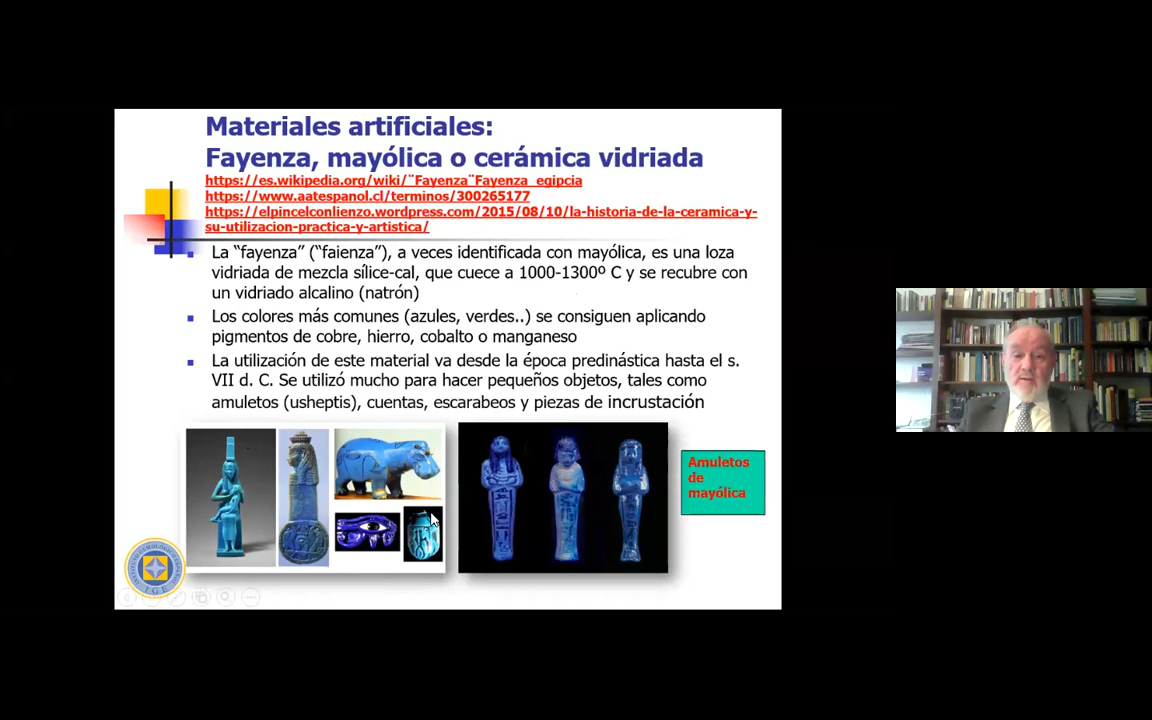 Materiales artificiales:
Fayenza, mayólica o cerámica vidriada
https://es.wikipedia.org/wiki/¨Fayenza¨Fayenza_egipcia
https://www.aatespanol.cl/terminos/300265177
https://elpincelconlienzo.wordpress.com/2015/08/10/la-historia-de-la-ceramica-y-
su-utilizacion-practica-y-artistica/
La “fayenza” (“faienza”), a veces identificada con mayólica, es una loza
vidriada de mezcla sílice-cal, que cuece a 1000-1300º C y se recubre con
un vidriado alcalino (natrón)
Los colores más comunes (azules, verdes..) se consiguen aplicando
pigmentos de cobre, hierro, cobalto o manganeso
La utilización de este material va desde la época predinástica hasta el s.
VII d. C. Se utilizó mucho para hacer pequeños objetos, tales como
amuletos (usheptis), cuentas, escarabeos y piezas de incrustación
Amuletos
de
mayólica
INSTITUTO GEMOLÓGICO ESPAÑOL
I G E